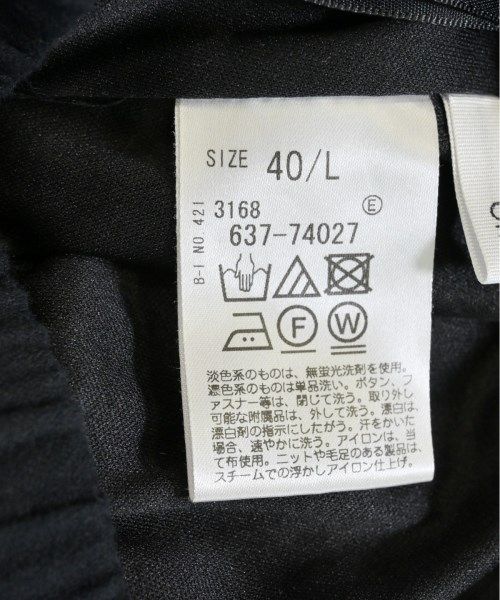 SIZE 40/L
B-I NO 421
3168 E
637-74027
F W
淡色系のものは、無蛍光洗剤を使用。
濃色系のものは単品洗い。ボタン、フ
ァスナー等は、閉じて洗う。取り外し
可能な附属品は、外して洗う。漂白は、
漂白剤の指示にしたがう。汗をかいた
場合、速やかに洗う。アイロンは、当
て布使用。ニットや毛足のある製品は、
スチームでの浮かしアイロン仕上げ。